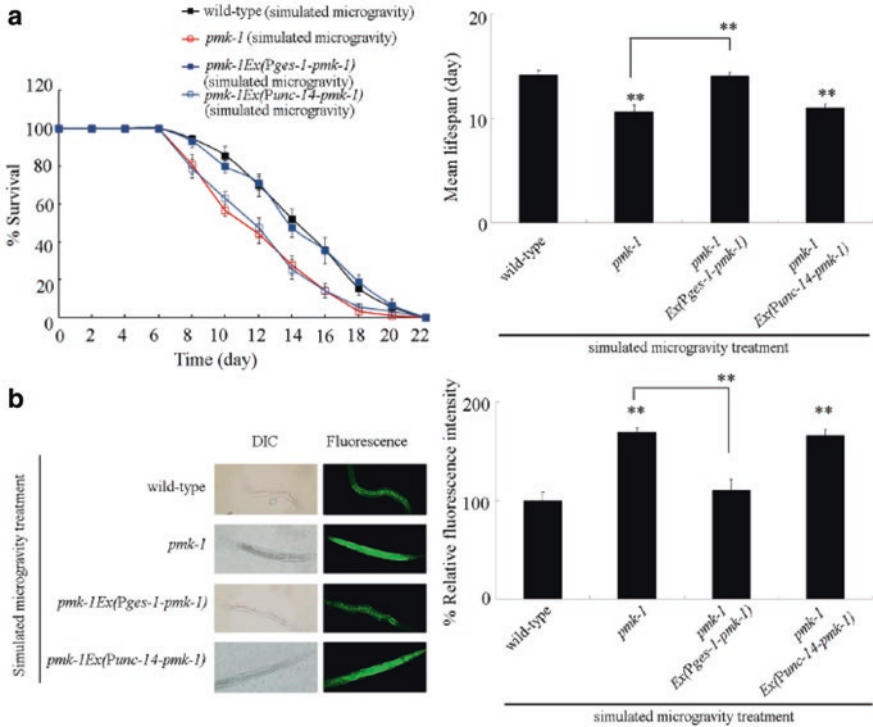 a
wild-type (simulated microgravity)
pmk-1 (simulated microgravity)
pmk-1Ex(Pges-1-pmk-1)
(simulated microgravity)
pmk-1Ex(Punc-14-pmk-1)
(simulated microgravity)
% Survival
120
100
80
60
40
20
0
0 2 4 6 8 10 12 14 16 18 20 22
Time (day)
Mean lifespan (day)
20
10
0
**
**
**
wild-type
pmk-1
pmk-1
Ex(Pges-1-pmk-1)
pmk-1
Ex(Punc-14-pmk-1)
simulated microgravity treatment
b
Simulated microgravity treatment
DIC Fluorescence
wild-type
pmk-1
pmk-1Ex(Pges-1-pmk-1)
pmk-1Ex(Punc-14-pmk-1)
% Relative fluorescence intensity
200
100
0
**
**
**
wild-type
pmk-1
pmk-1
Ex(Pges-1-pmk-1)
pmk-1
Ex(Punc-14-pmk-1)
simulated microgravity treatment